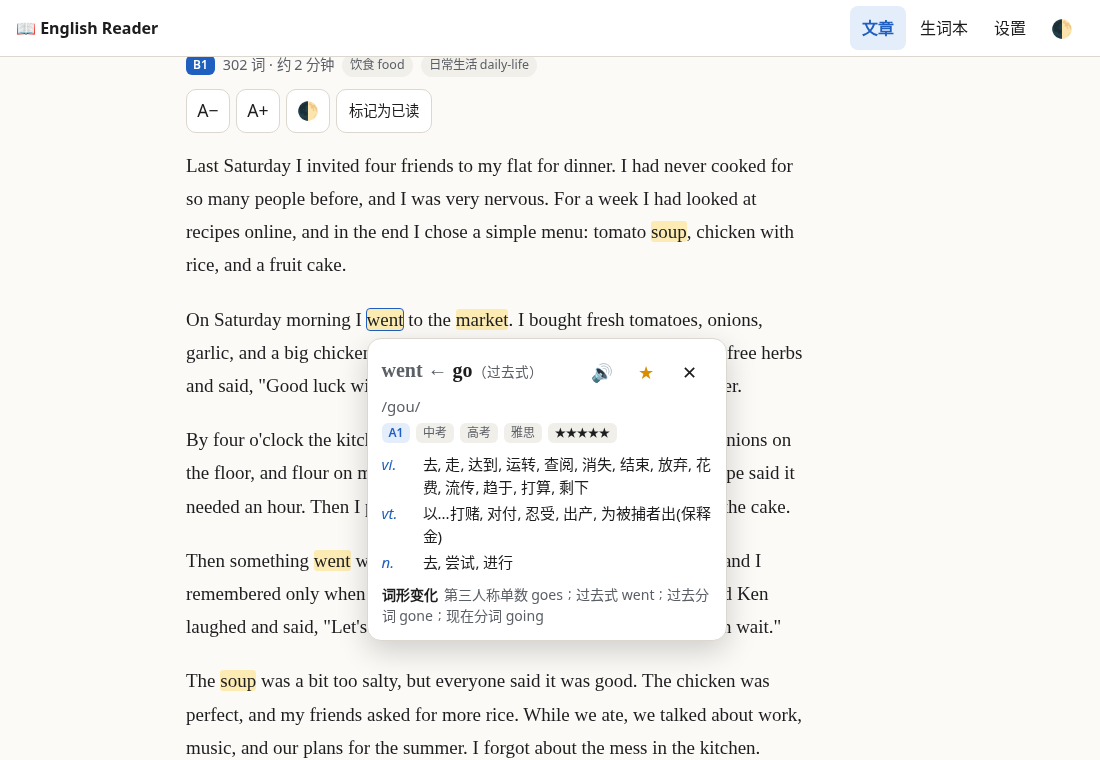 📖 English Reader
文章 生词本 设置
B1 302 词 · 约 2 分钟 饮食 food 日常生活 daily-life
A− A+ 标记为已读
Last Saturday I invited four friends to my flat for dinner. I had never cooked for
so many people before, and I was very nervous. For a week I had looked at
recipes online, and in the end I chose a simple menu: tomato soup, chicken with
rice, and a fruit cake.
On Saturday morning I went to the market. I bought fresh tomatoes, onions,
garlic, and a big chicken free herbs
and said, "Good luck wi er.
went ← go（过去式） ★ ✕
/gou/
A1 中考 高考 雅思 ★★★★★
vi. 去, 走, 达到, 运转, 查阅, 消失, 结束, 放弃, 花
费, 流传, 趋于, 打算, 剩下
vt. 以...打赌, 对付, 忍受, 出产, 为被捕者出(保释
金)
n. 去, 尝试, 进行
词形变化 第三人称单数 goes；过去式 went；过去分
词 gone；现在分词 going
By four o'clock the kitch nions on
the floor, and flour on m pe said it
needed an hour. Then I the cake.
Then something went w and I
remembered only when d Ken
laughed and said, "Let's wait."
The soup was a bit too salty, but everyone said it was good. The chicken was
perfect, and my friends asked for more rice. While we ate, we talked about work,
music, and our plans for the summer. I forgot about the mess in the kitchen.